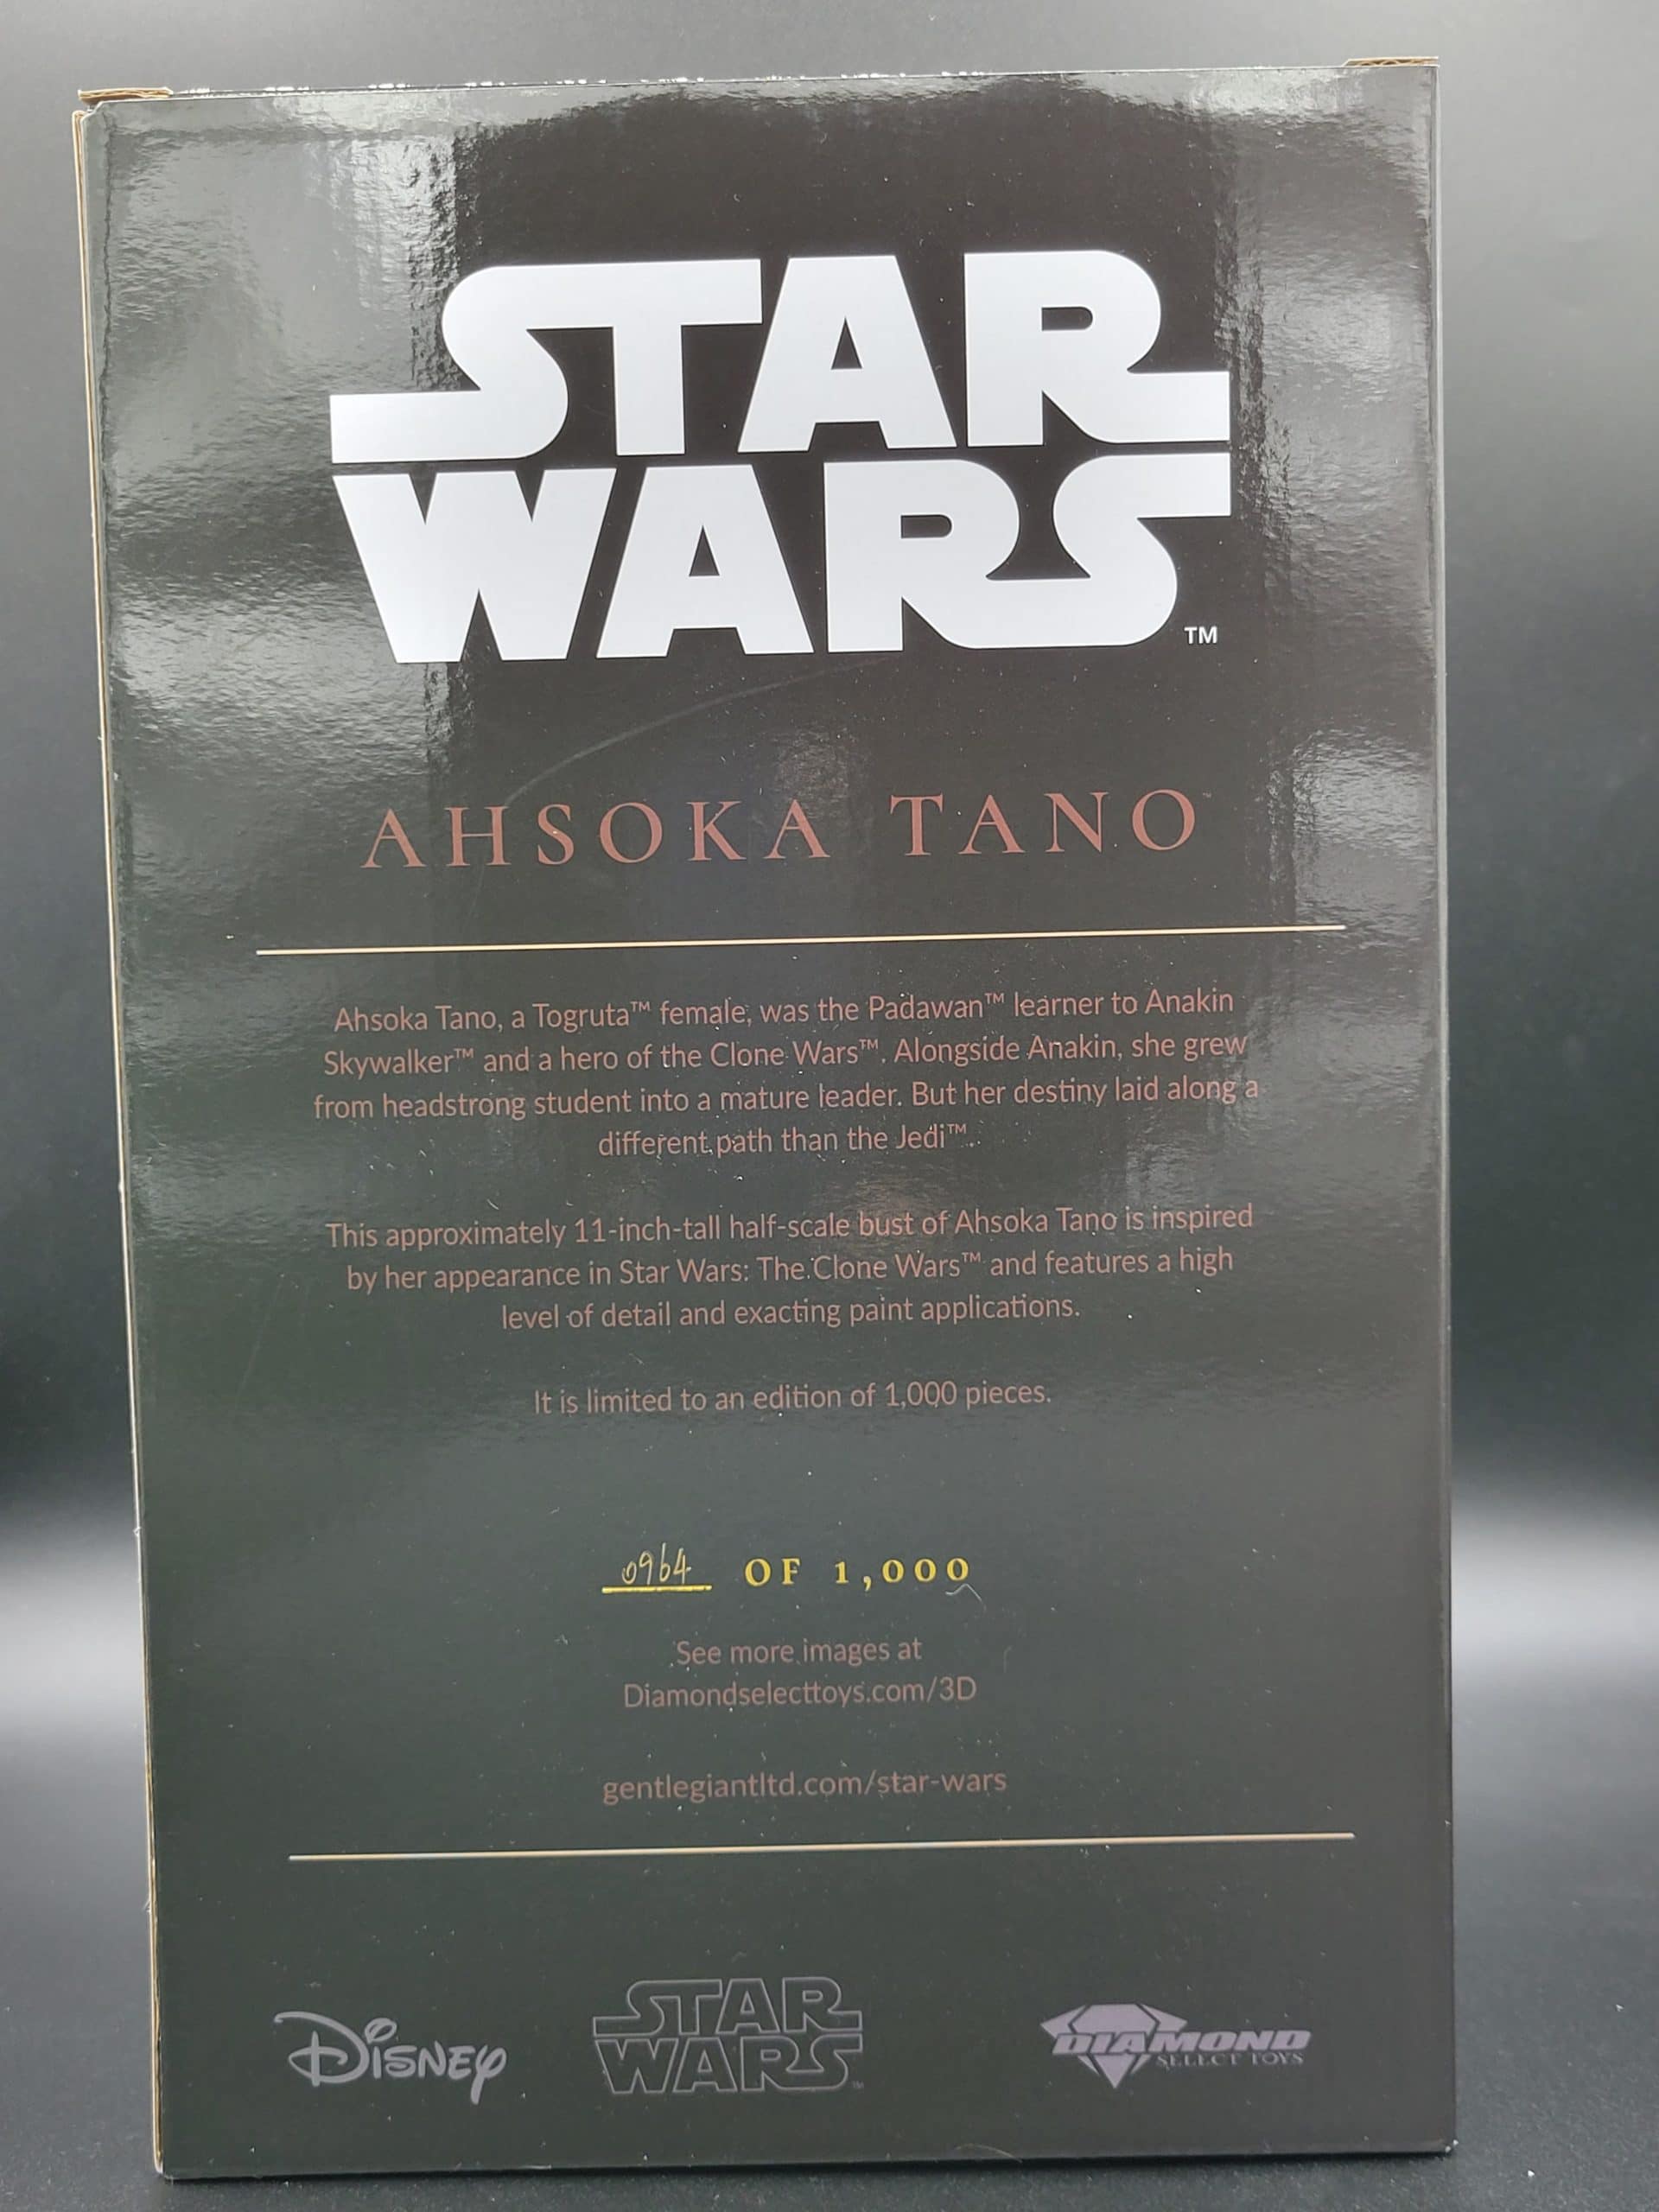 STAR
WARS™
AHSOKA TANO
Ahsoka Tano, a Togruta™ female, was the Padawan™ learner to Anakin
Skywalker™ and a hero of the Clone Wars™. Alongside Anakin, she grew
from headstrong student into a mature leader. But her destiny laid along a
different path than the Jedi™.
This approximately 11-inch-tall half-scale bust of Ahsoka Tano is inspired
by her appearance in Star Wars: The Clone Wars™ and features a high
level of detail and exacting paint applications.
It is limited to an edition of 1,000 pieces.
0964 OF 1,000
See more images at
Diamondselecttoys.com/3D
gentlegiantltd.com/star-wars
Disney
STAR
WARS™
DIAMOND
SELECT TOYS